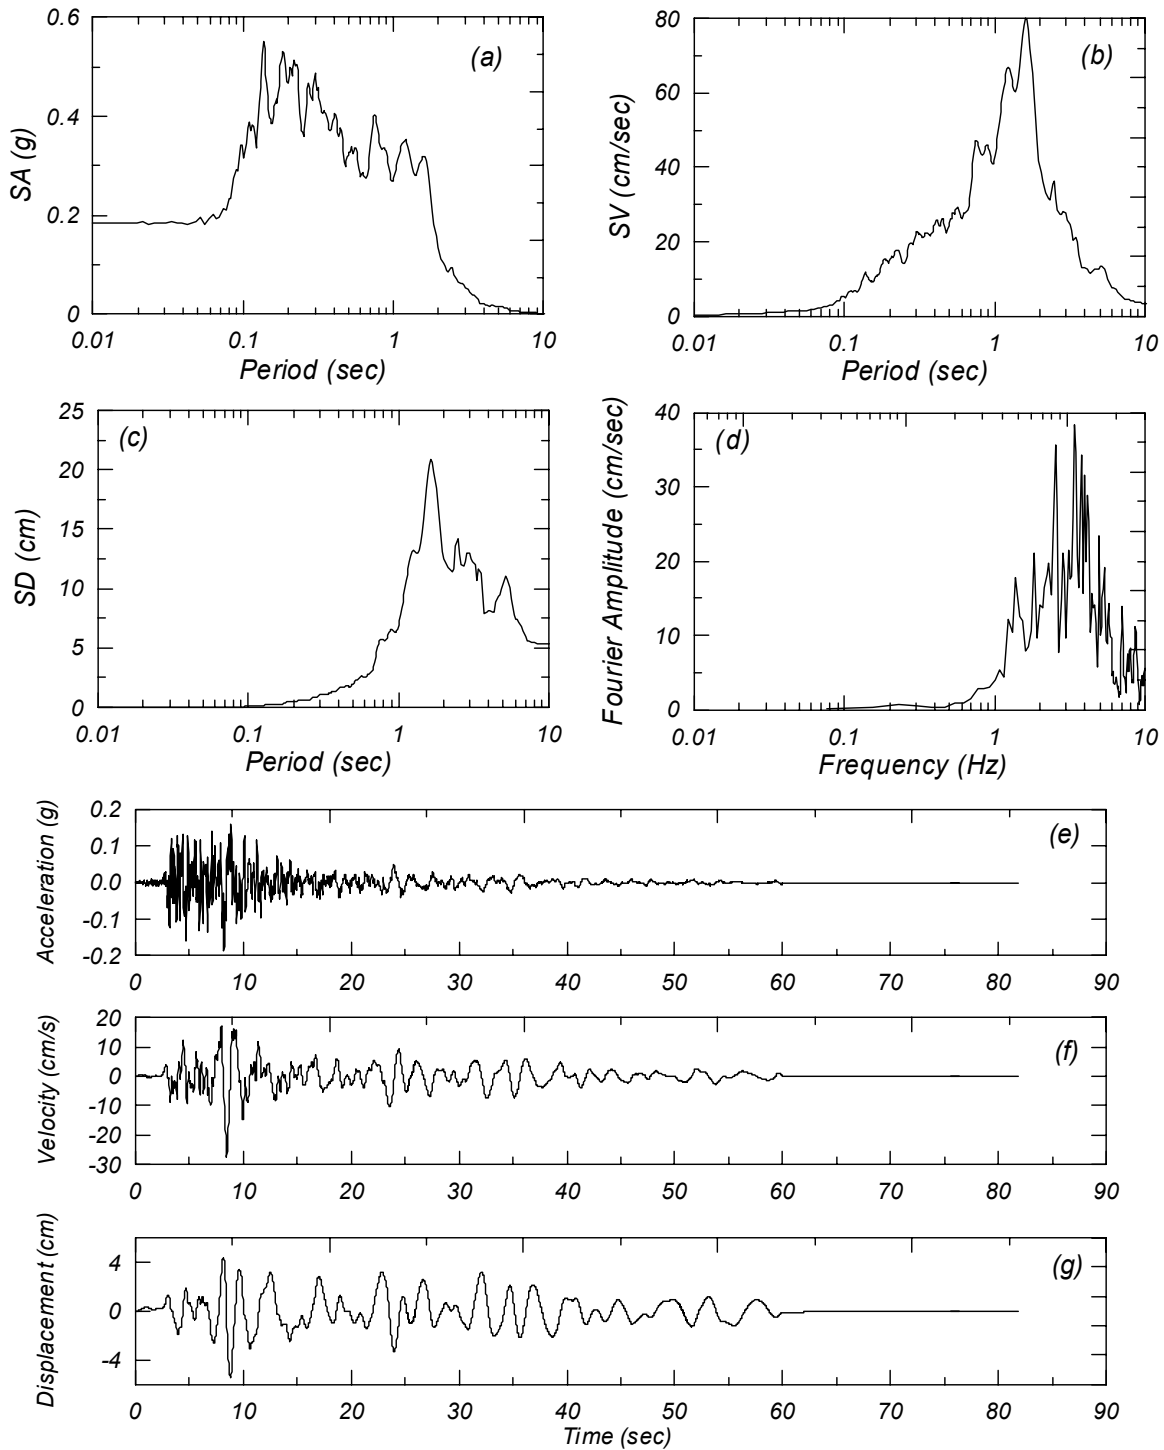 0.6
0.4
0.2
0
SA (g)
(a)
0.01 0.1 1 10
Period (sec)
80
60
40
20
0
SV (cm/sec)
(b)
0.01 0.1 1 10
Period (sec)
25
20
15
10
5
0
SD (cm)
(c)
0.01 0.1 1 10
Period (sec)
40
30
20
10
0
Fourier Amplitude (cm/sec)
(d)
0.01 0.1 1 10
Frequency (Hz)
0.2
0.1
0.0
-0.1
-0.2
Acceleration (g)
(e)
0 10 20 30 40 50 60 70 80 90
20
10
0
-10
-20
-30
Velocity (cm/s)
(f)
0 10 20 30 40 50 60 70 80 90
4
0
-4
Displacement (cm)
(g)
0 10 20 30 40 50 60 70 80 90
Time (sec)